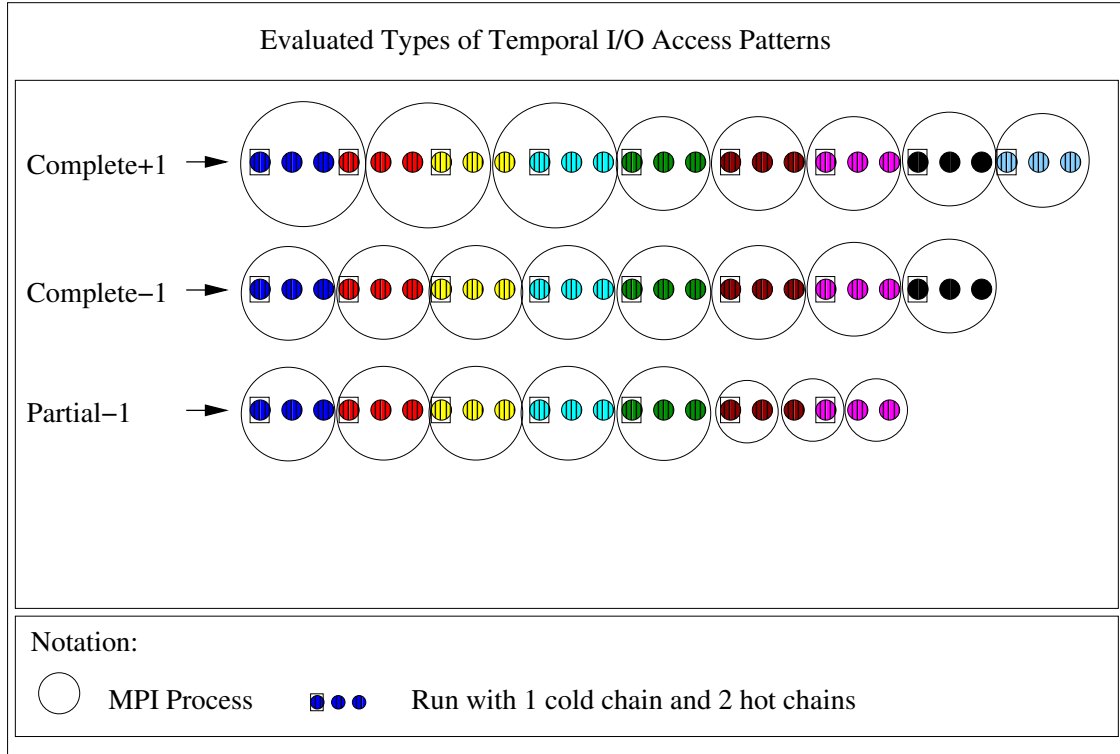 Evaluated Types of Temporal I/O Access Patterns
Complete+1
Complete−1
Partial−1
Notation:
MPI Process
Run with 1 cold chain and 2 hot chains